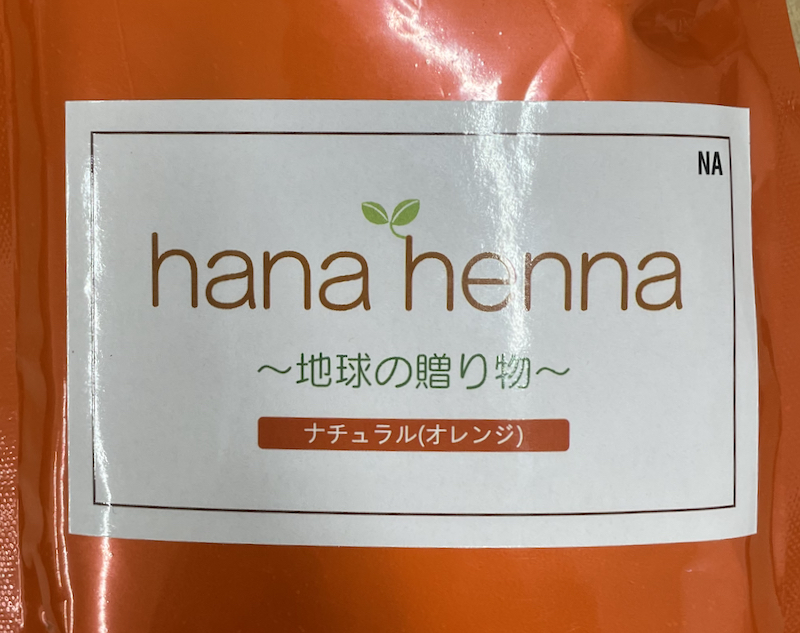 NA
hana henna
～地球の贈り物～
ナチュラル(オレンジ)